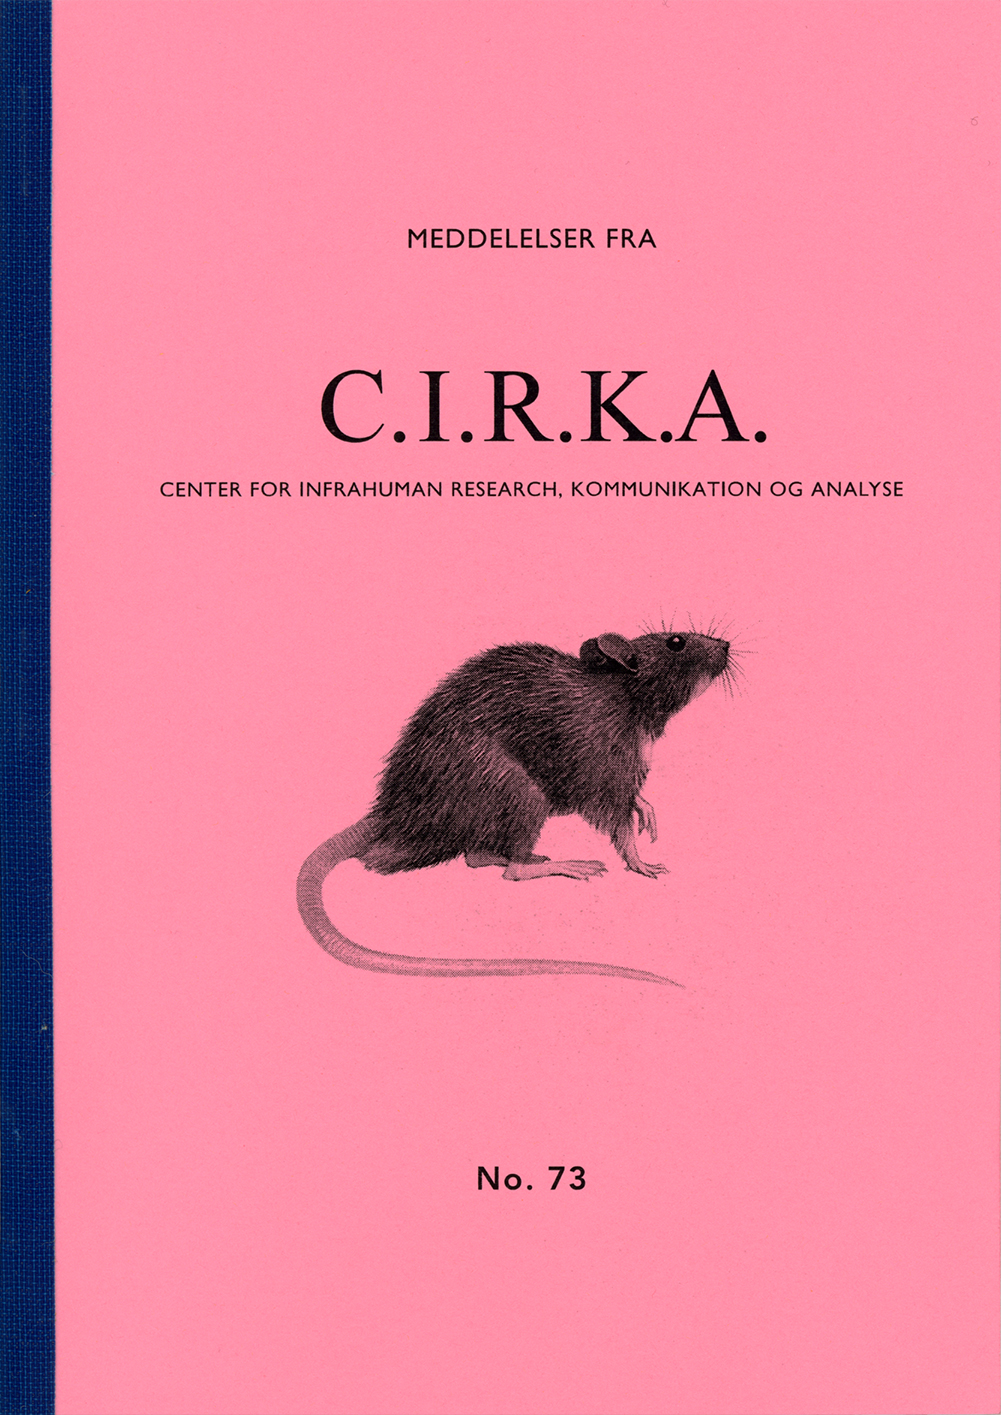 MEDDELELSER FRA
C.I.R.K.A.
CENTER FOR INFRAHUMAN RESEARCH, KOMMUNIKATION OG ANALYSE
No. 73